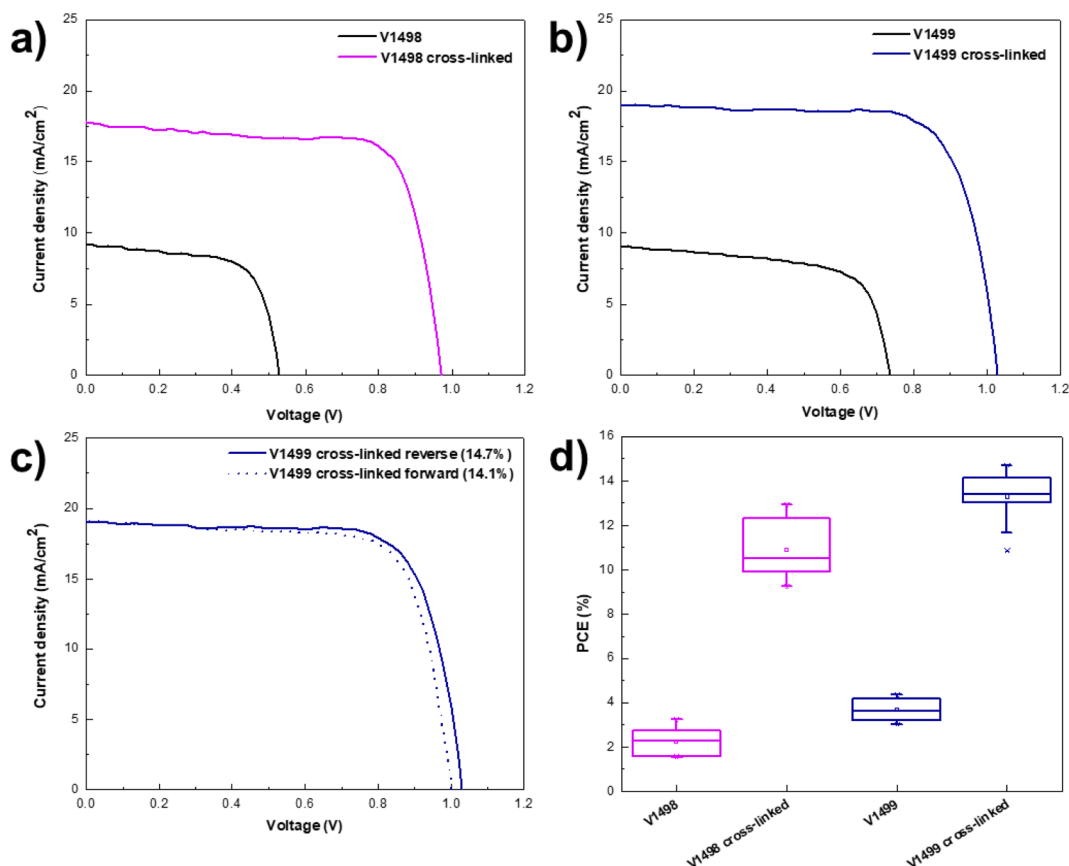 a)
V1498
V1498 cross-linked
25
20
15
10
5
0
Current density (mA/cm²)
0.0 0.2 0.4 0.6 0.8 1.0 1.2
Voltage (V)
b)
V1499
V1499 cross-linked
25
20
15
10
5
0
Current density (mA/cm²)
0.0 0.2 0.4 0.6 0.8 1.0 1.2
Voltage (V)
c)
V1499 cross-linked reverse (14.7%)
V1499 cross-linked forward (14.1%)
25
20
15
10
5
0
Current density (mA/cm²)
0.0 0.2 0.4 0.6 0.8 1.0 1.2
Voltage (V)
d)
16
14
12
10
8
6
4
2
0
PCE (%)
V1498
V1498 cross-linked
V1499
V1499 cross-linked